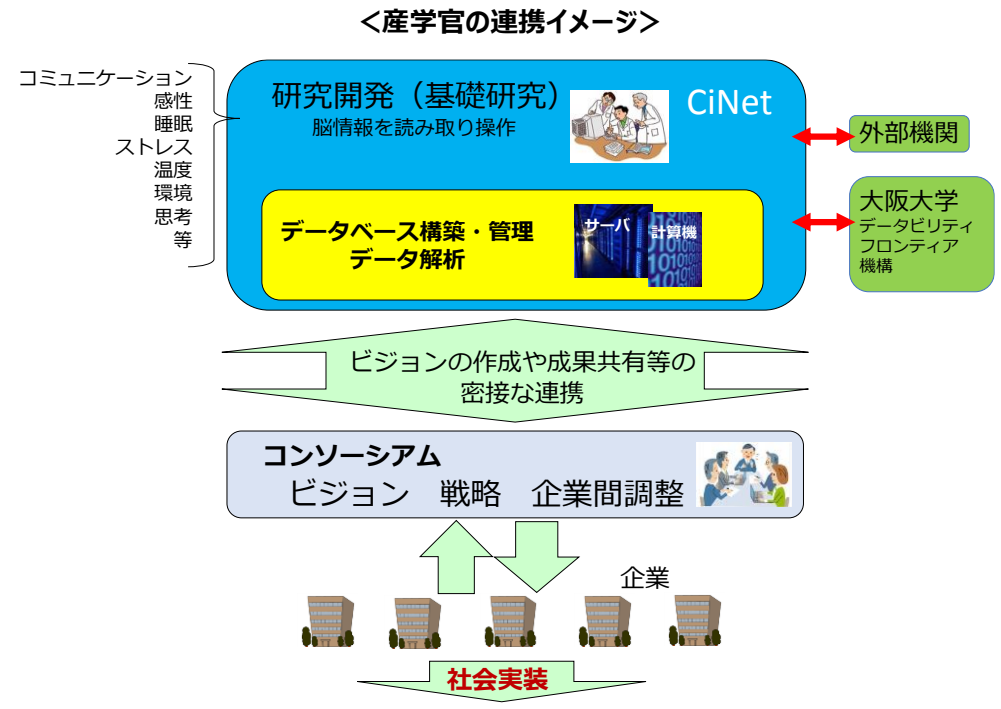 ＜産学官の連携イメージ＞
コミュニケーション
感性
睡眠
ストレス
温度
環境
思考
等
研究開発（基礎研究）
脳情報を読み取り操作
CiNet
データベース構築・管理
データ解析
サーバ
計算機
外部機関
大阪大学
データビリティ
フロンティア
機構
ビジョンの作成や成果共有等の
密接な連携
コンソーシアム
ビジョン　戦略　企業間調整
企業
社会実装